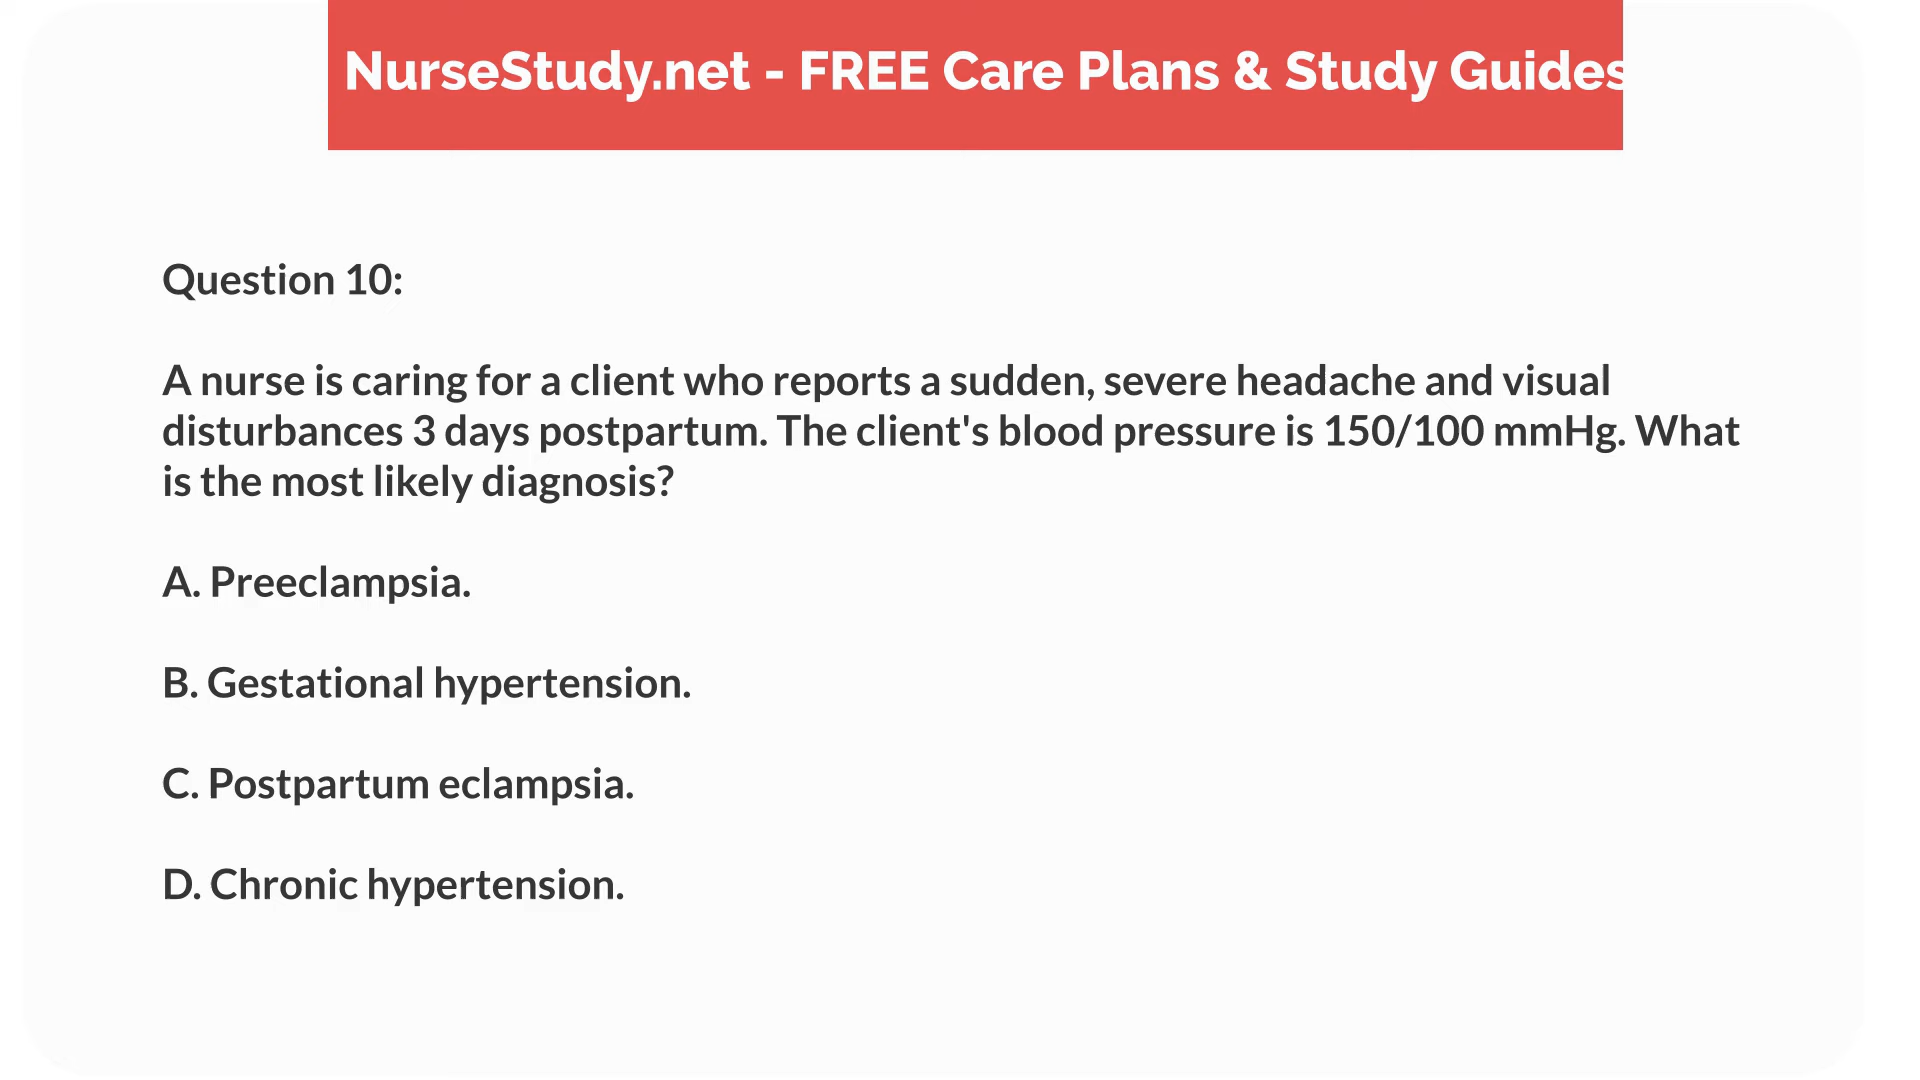 NurseStudy.net - FREE Care Plans & Study Guides
Question 10:
A nurse is caring for a client who reports a sudden, severe headache and visual
disturbances 3 days postpartum. The client's blood pressure is 150/100 mmHg. What
is the most likely diagnosis?
A. Preeclampsia.
B. Gestational hypertension.
C. Postpartum eclampsia.
D. Chronic hypertension.